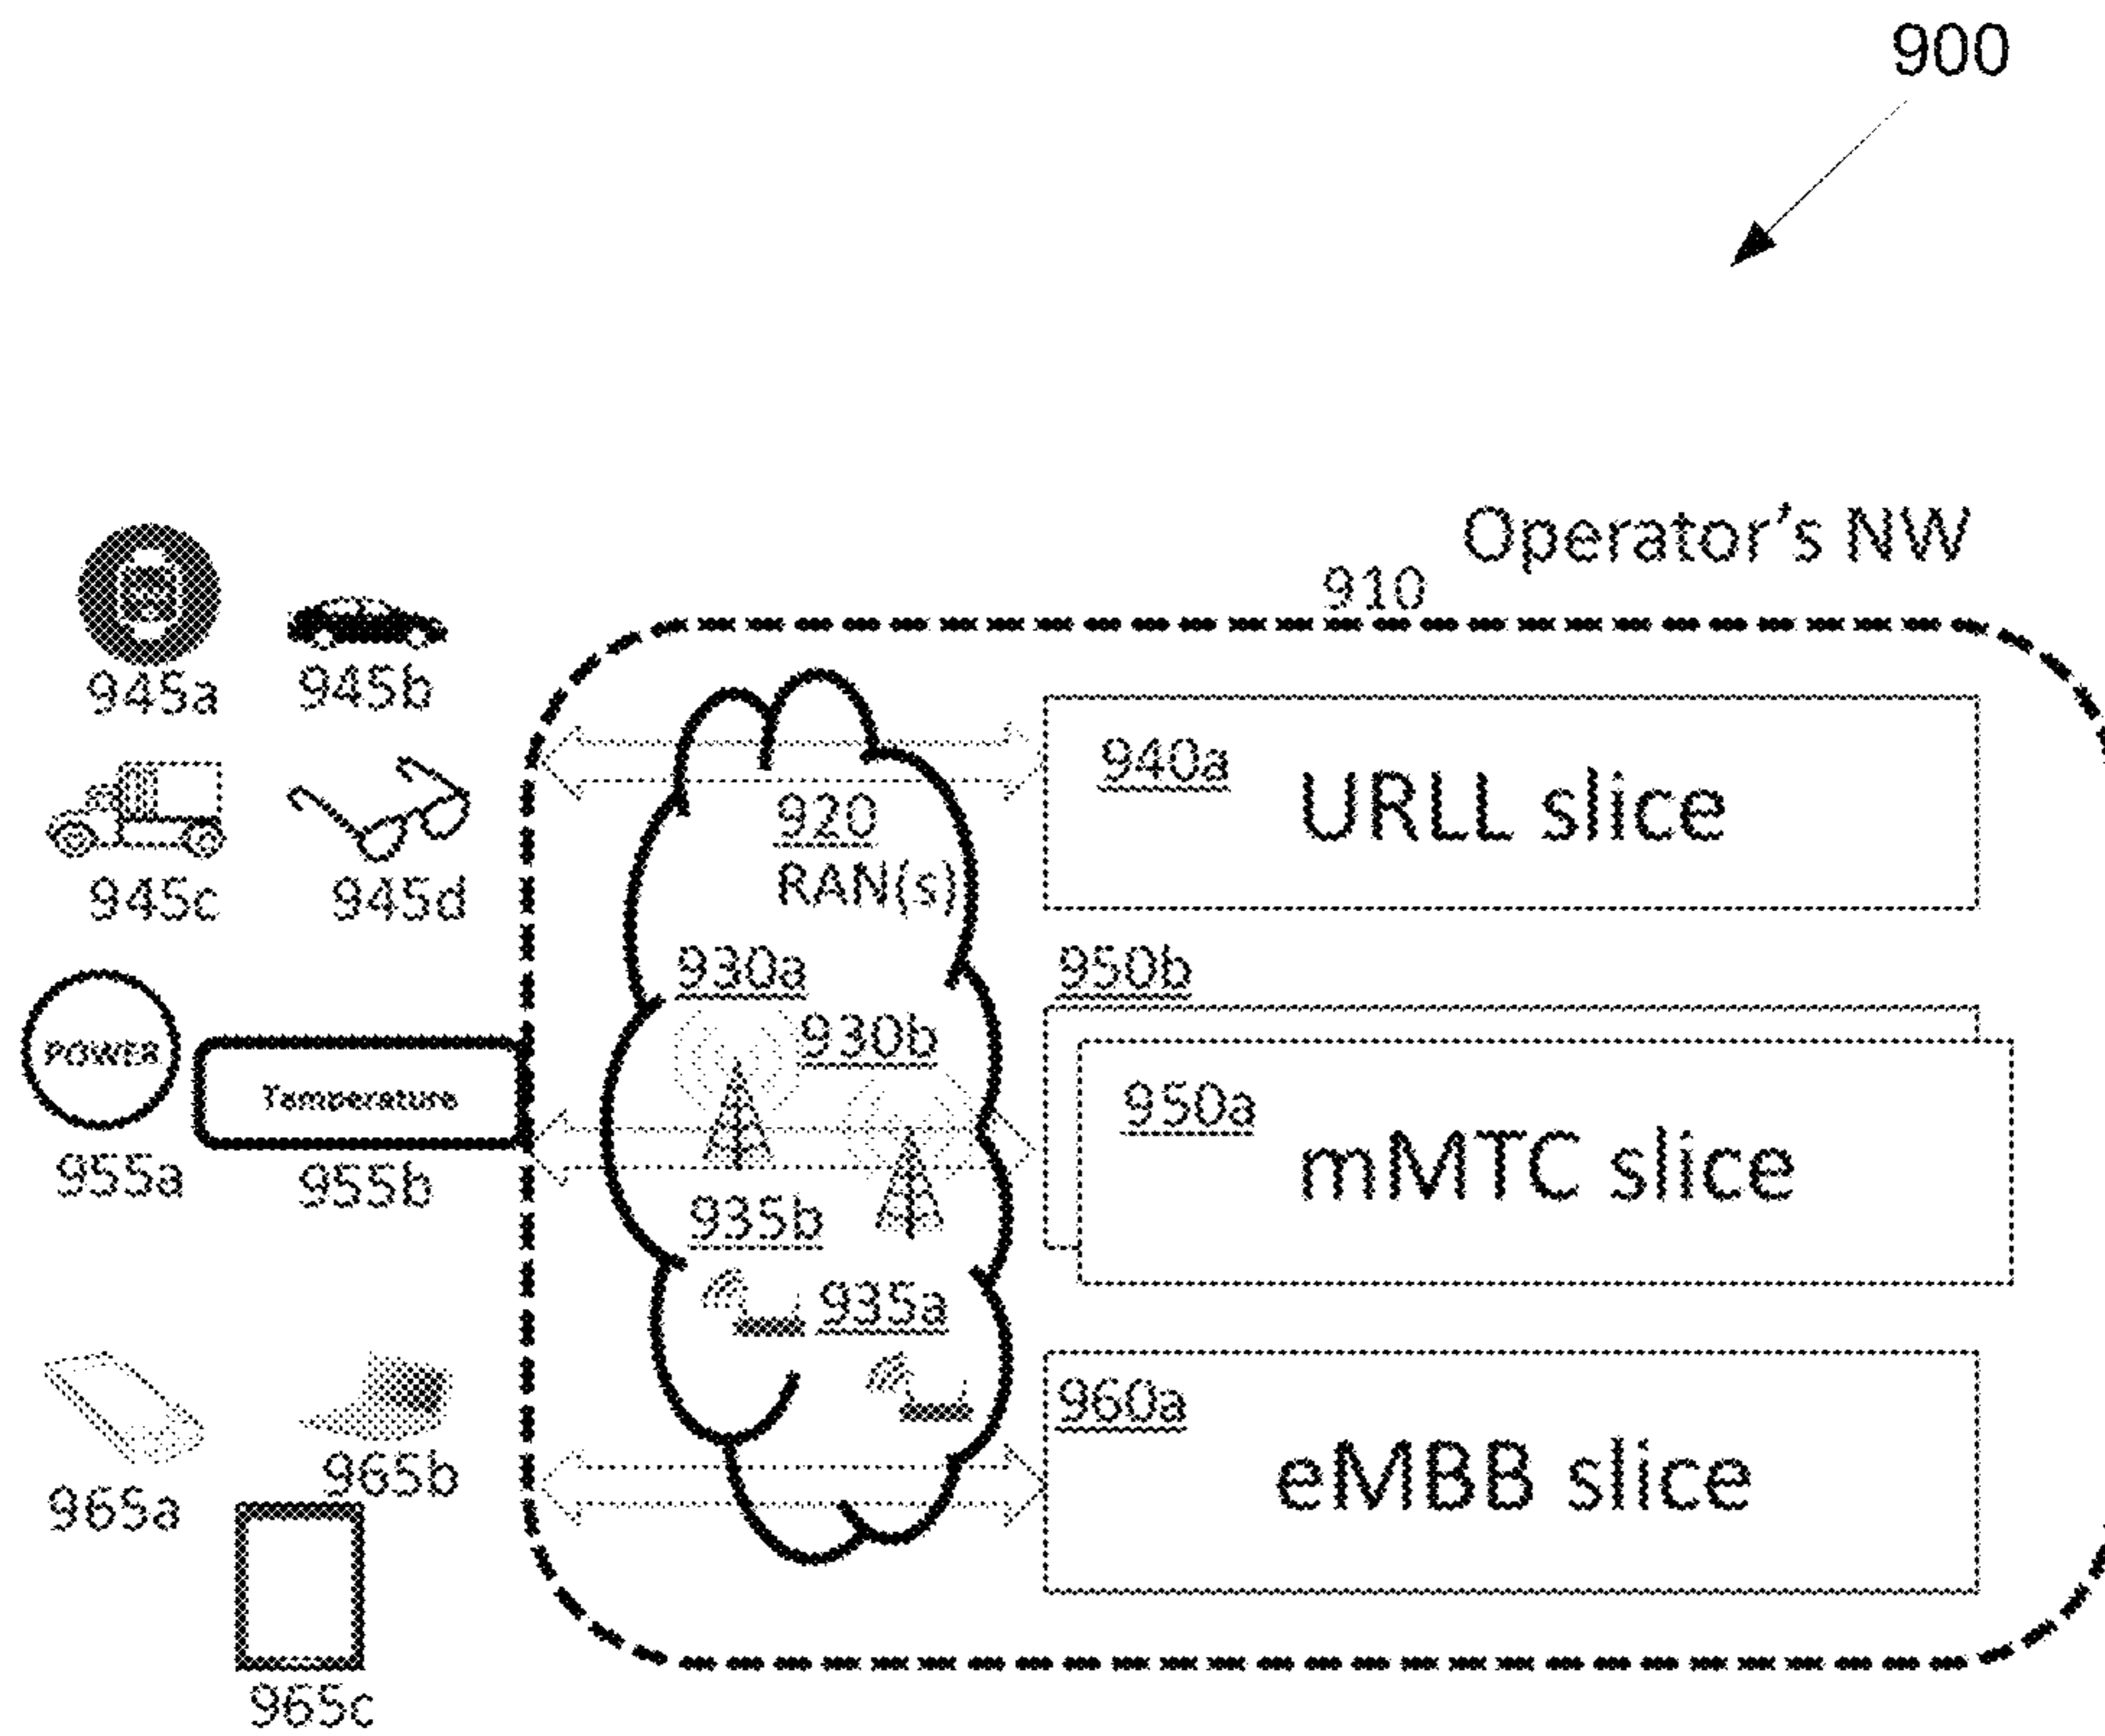 900
Operator's NW
910
945a
945b
940a
URLL slice
920
RAN(s)
945c
945d
930a
950b
930b
POWER
Tamperature
950a
mMTC slice
955a
955b
935b
935a
960a
eMBB slice
965a
965b
965c